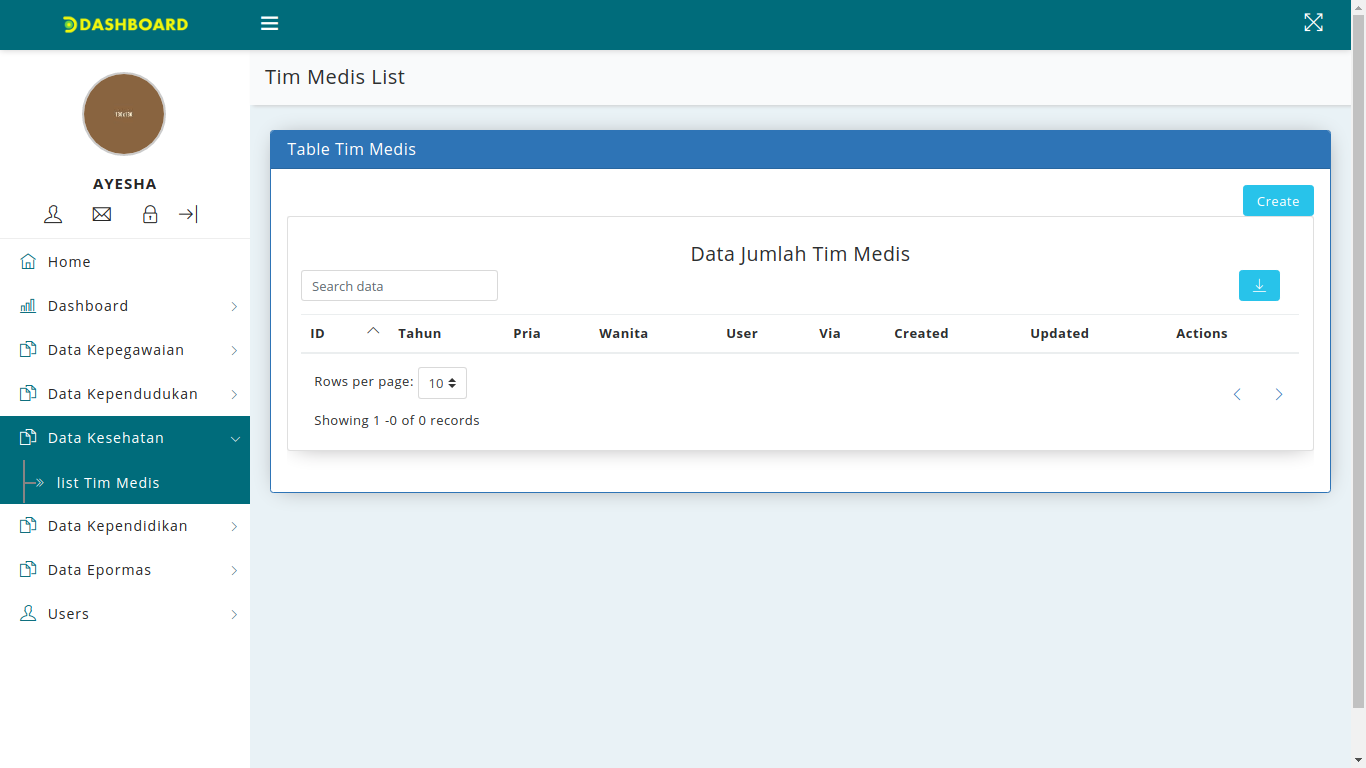 DASHBOARD
Tim Medis List
AYESHA
Home
Dashboard
Data Kepegawaian
Data Kependudukan
Data Kesehatan
list Tim Medis
Data Kependidikan
Data Epormas
Users
Table Tim Medis
Create
Data Jumlah Tim Medis
Search data
ID Tahun Pria Wanita User Via Created Updated Actions
Rows per page: 10
Showing 1 -0 of 0 records